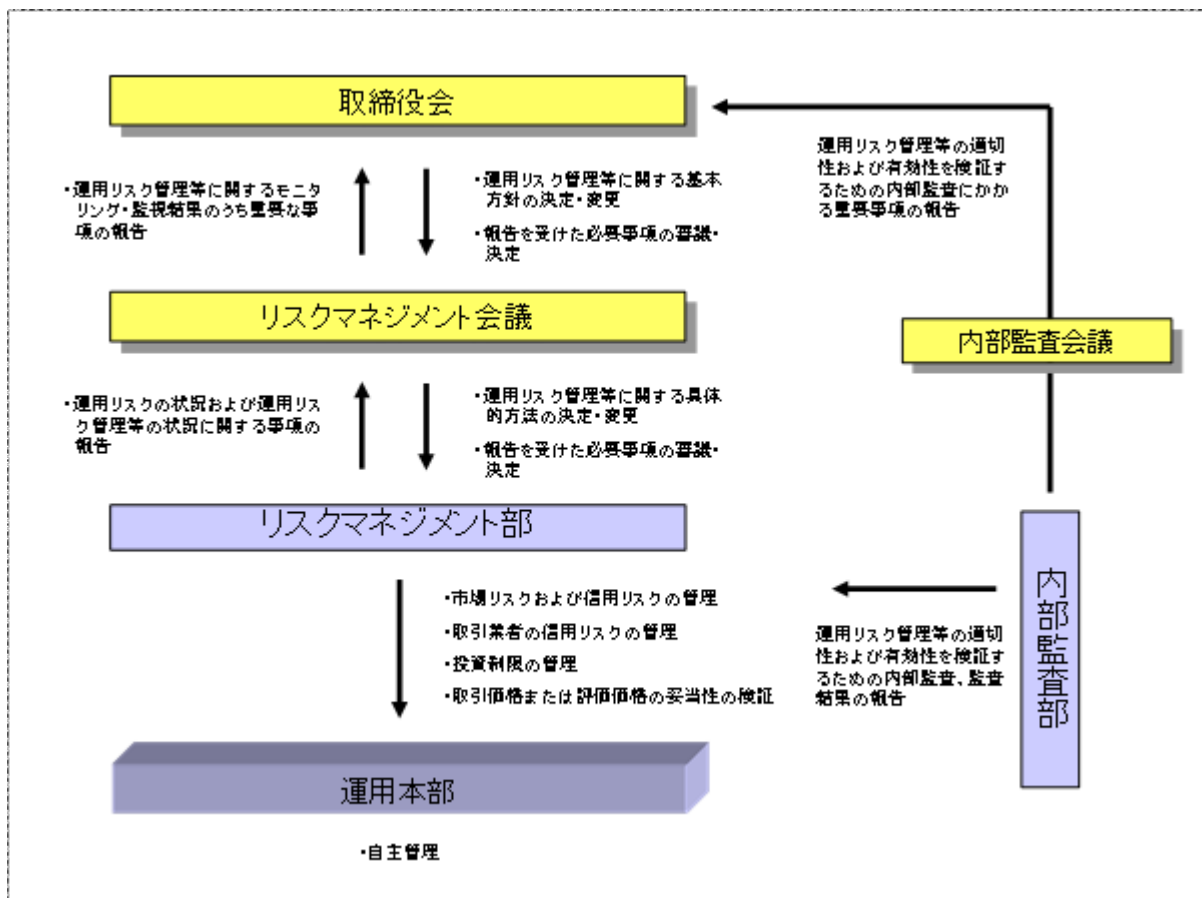 取締役会
運用リスク管理等の適切
性および有効性を検証す
るための内部監査にかか
る重要事項の報告
・運用リスク管理等に関するモニタ
リング・監視結果のうち重要な事
項の報告
・運用リスク管理等に関する基本
方針の決定・変更
・報告を受けた必要事項の審議・
決定
リスクマネジメント会議
内部監査会議
・運用リスクの状況および運用リス
ク管理等の状況に関する事項の
報告
・運用リスク管理等に関する具体
的方法の決定・変更
・報告を受けた必要事項の審議・
決定
リスクマネジメント部
内部監査部
・市場リスクおよび信用リスクの管理
・取引業者の信用リスクの管理
・投資制限の管理
・取引価格または評価価格の妥当性の検証
運用リスク管理等の適
切性および有効性を検証す
るための内部監査、監査
結果の報告
運用本部
・自主管理